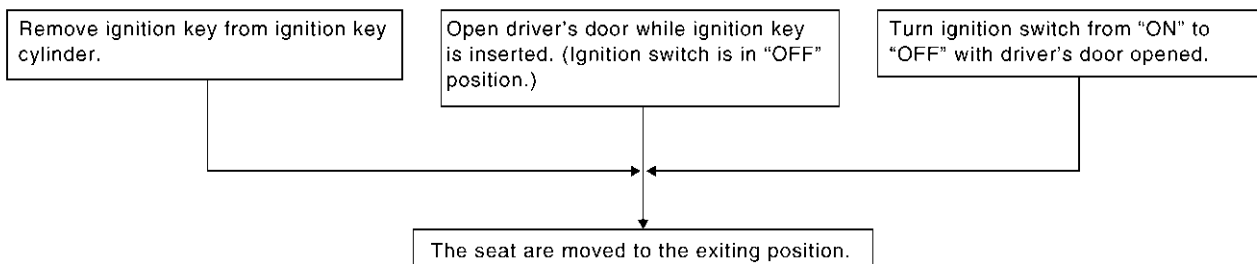 Remove ignition key from ignition key
cylinder.
Open driver's door while ignition key
is inserted. (Ignition switch is in “OFF”
position.)
Turn ignition switch from “ON” to
“OFF” with driver's door opened.
The seat are moved to the exiting position.